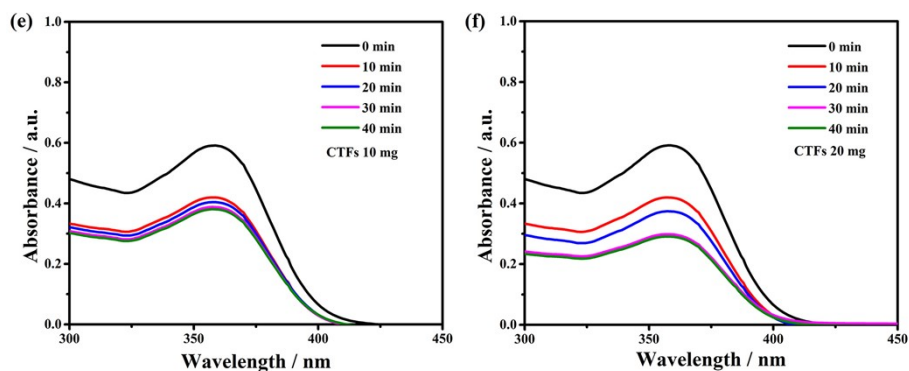 (e)
Absorbance / a.u.
1.0
0.8
0.6
0.4
0.2
0.0
0 min
10 min
20 min
30 min
40 min
CTFs 10 mg
300
350
400
450
Wavelength / nm
(f)
Absorbance / a.u.
1.0
0.8
0.6
0.4
0.2
0.0
0 min
10 min
20 min
30 min
40 min
CTFs 20 mg
300
350
400
450
Wavelength / nm